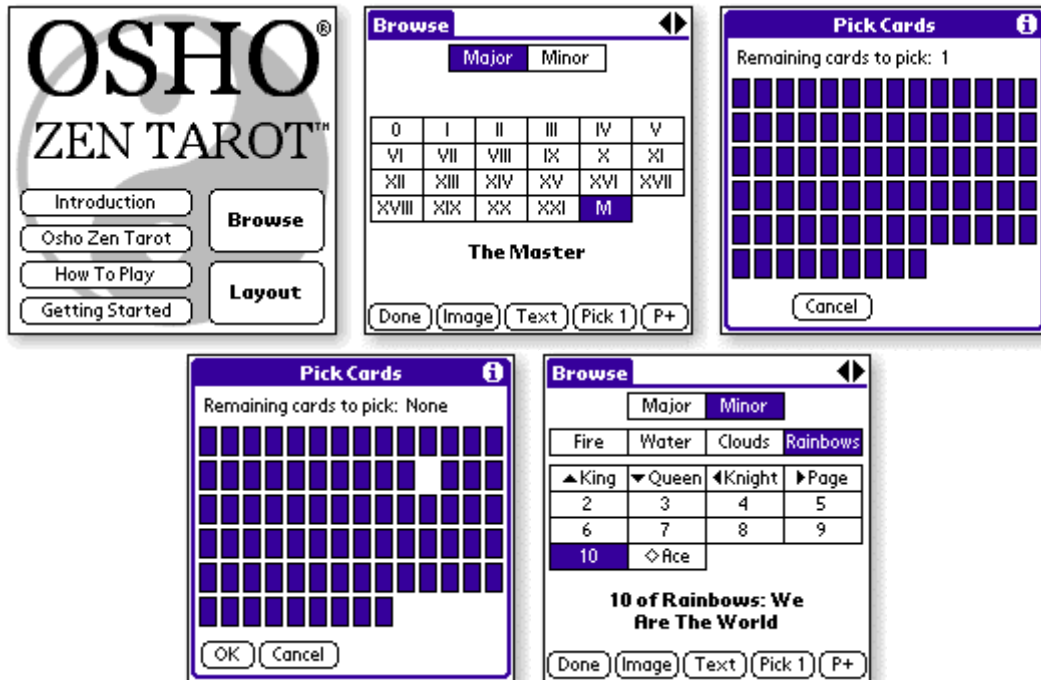 OSHO®
ZEN TAROT™
Introduction
Osho Zen Tarot
How To Play
Getting Started
Browse
Layout
Browse
Major Minor
0 I II III IV V
VI VII VIII IX X XI
XII XIII XIV XV XVI XVII
XVIII XIX XX XXI M
The Master
Done Image Text Pick 1 P+
Pick Cards i
Remaining cards to pick: 1
Cancel
Pick Cards i
Remaining cards to pick: None
OK Cancel
Browse
Major Minor
Fire Water Clouds Rainbows
▲King ▼Queen ◀Knight ▶Page
2 3 4 5
6 7 8 9
10 ◇Ace
10 of Rainbows: We
Are The World
Done Image Text Pick 1 P+